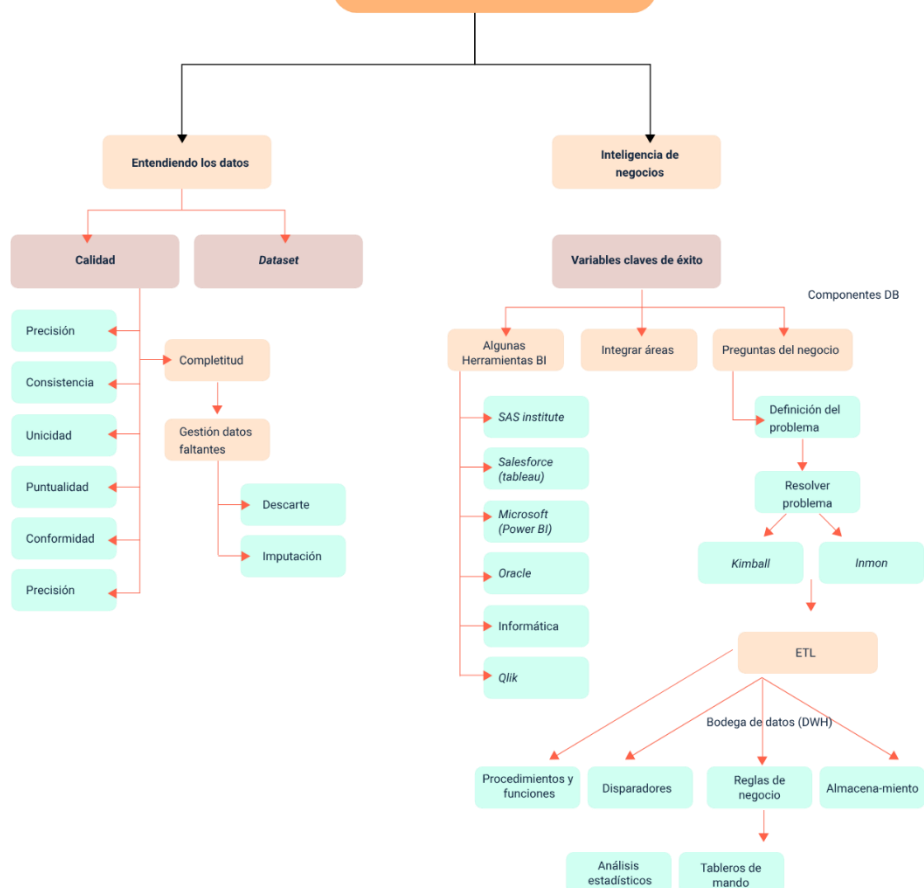 Entendiendo los datos
Inteligencia de
negocios
Calidad
Dataset
Variables claves de éxito
Componentes DB
Precisión
Consistencia
Unicidad
Puntualidad
Conformidad
Precisión
Completitud
Gestión datos
faltantes
Descarte
Imputación
Algunas
Herramientas BI
Integrar áreas
Preguntas del negocio
SAS institute
Salesforce
(tableau)
Microsoft
(Power BI)
Oracle
Informática
Qlik
Definición del
problema
Resolver
problema
Kimball
Inmon
ETL
Bodega de datos (DWH)
Procedimientos y
funciones
Disparadores
Reglas de
negocio
Almacena-miento
Análisis
estadísticos
Tableros de
mando